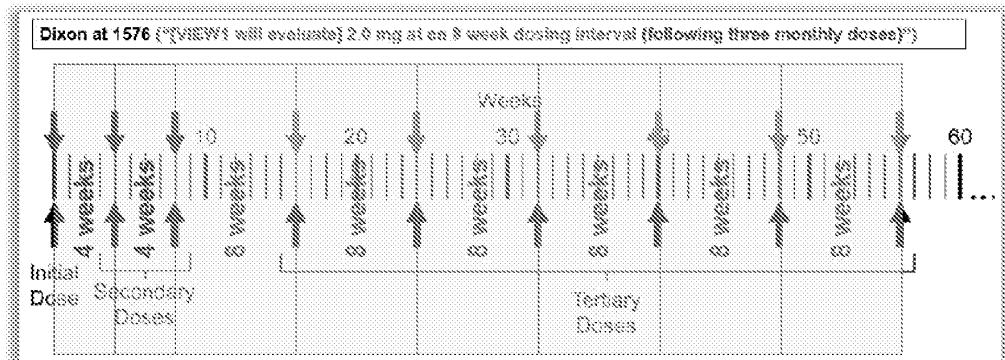 Dixon at 1576 ("[VIEW1 will evaluate] 2.0 mg at an 8 week dosing interval (following three monthly doses)")
Weeks
10 20 30 40 50 60
4 weeks 4 weeks 8 weeks 8 weeks 8 weeks 8 weeks 8 weeks 8 weeks ...
Initial
Dose
Secondary
Doses
Tertiary
Doses